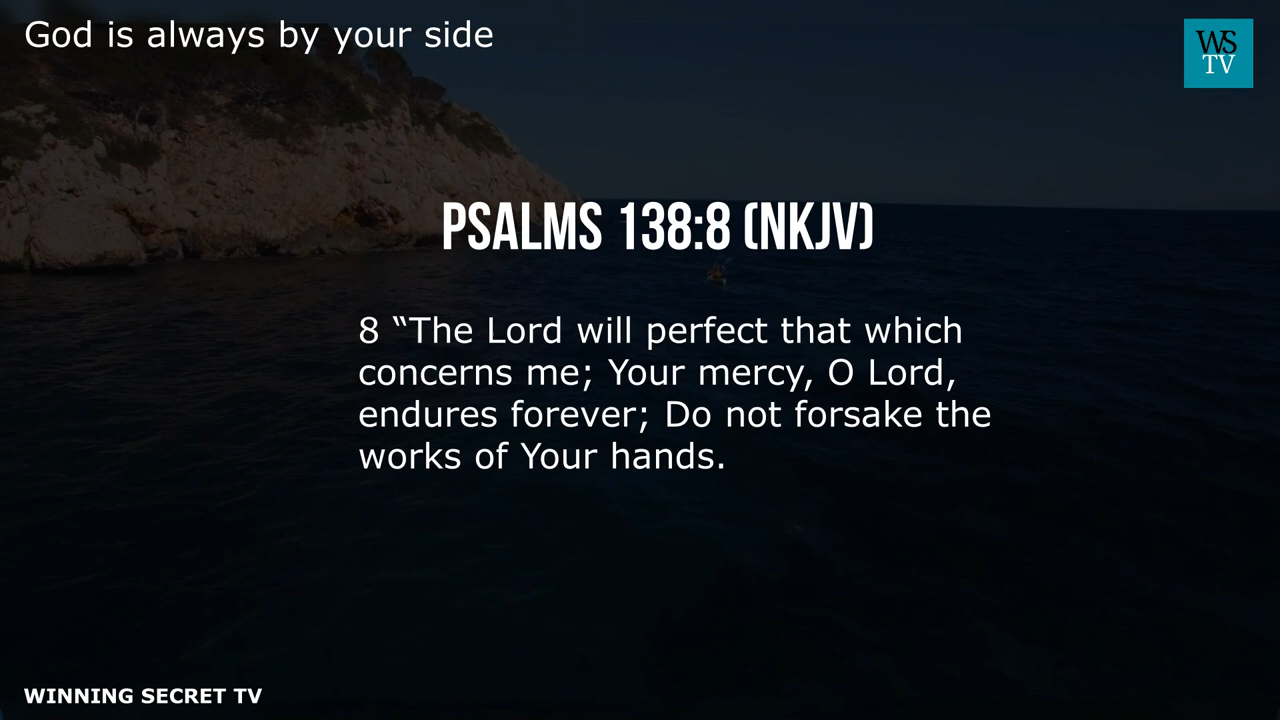 God is always by your side
WS
TV
PSALMS 138:8 (NKJV)
8 “The Lord will perfect that which
concerns me; Your mercy, O Lord,
endures forever; Do not forsake the
works of Your hands.
WINNING SECRET TV